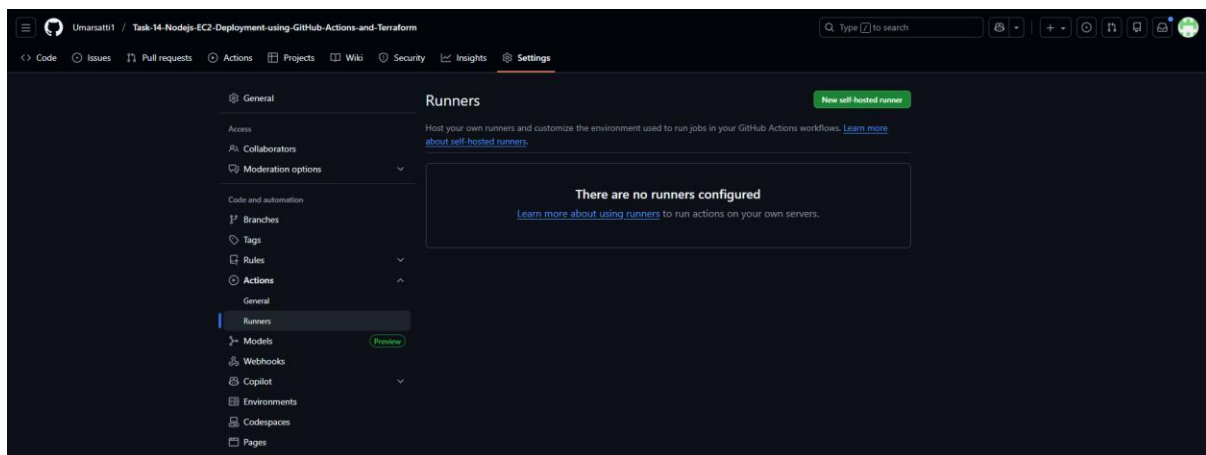 Umarsatti1 / Task-14-Nodejs-EC2-Deployment-using-GitHub-Actions-and-Terraform
Type / to search
Code Issues Pull requests Actions Projects Wiki Security Insights Settings
General
Access
Collaborators
Moderation options
Code and automation
Branches
Tags
Rules
Actions
General
Runners
Models Preview
Webhooks
Copilot
Environments
Codespaces
Pages
Runners
New self-hosted runner
Host your own runners and customize the environment used to run jobs in your GitHub Actions workflows. Learn more
about self-hosted runners.
There are no runners configured
Learn more about using runners to run actions on your own servers.